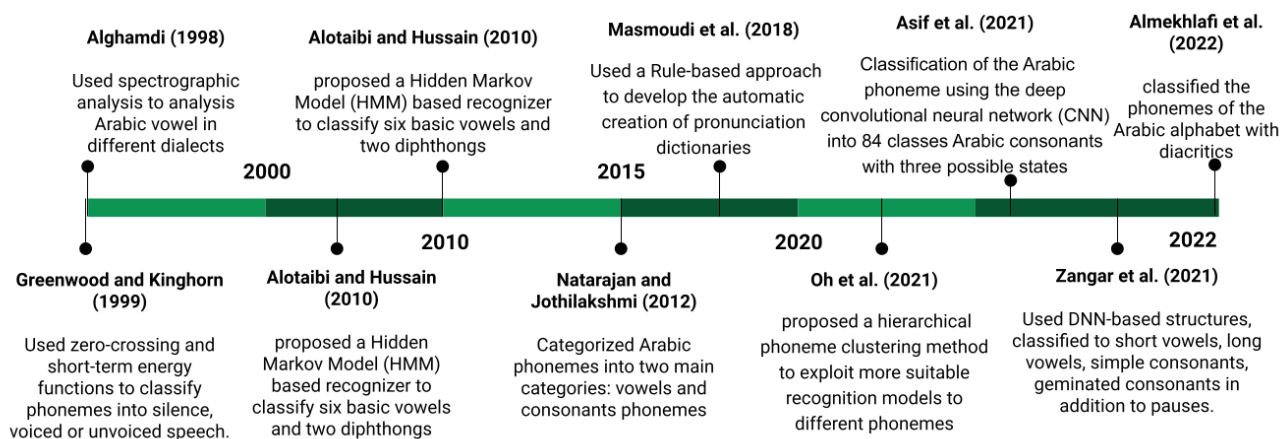 Alghamdi (1998)
Used spectrographic
analysis to analysis
Arabic vowel in
different dialects
Alotaibi and Hussain (2010)
proposed a Hidden Markov
Model (HMM) based recognizer
to classify six basic vowels and
two diphthongs
Masmoudi et al. (2018)
Used a Rule-based approach
to develop the automatic
creation of pronunciation
dictionaries
Asif et al. (2021)
Classification of the Arabic
phoneme using the deep
convolutional neural network (CNN)
into 84 classes Arabic consonants
with three possible states
Almekhlafi et al.
(2022)
classified the
phonemes of the
Arabic alphabet with
diacritics
2000
2015
2010
2020
2022
Greenwood and Kinghorn
(1999)
Used zero-crossing and
short-term energy
functions to classify
phonemes into silence,
voiced or unvoiced speech.
Alotaibi and Hussain
(2010)
proposed a Hidden
Markov Model (HMM)
based recognizer to
classify six basic vowels
and two diphthongs
Natarajan and
Jothilakshmi (2012)
Categorized Arabic
phonemes into two main
categories: vowels and
consonants phonemes
Oh et al. (2021)
proposed a hierarchical
phoneme clustering method
to exploit more suitable
recognition models to
different phonemes
Zangar et al. (2021)
Used DNN-based structures,
classified to short vowels, long
vowels, simple consonants,
geminated consonants in
addition to pauses.